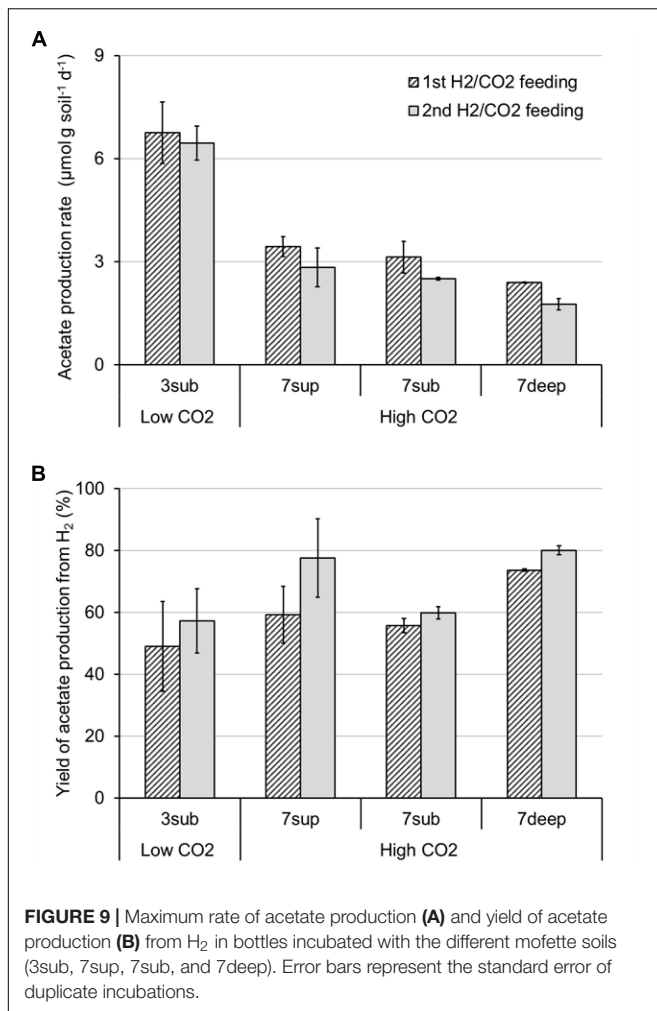 A
Acetate production rate (µmol g soil⁻¹ d⁻¹)
9
6
3
0
1st H2/CO2 feeding
2nd H2/CO2 feeding
3sub 7sup 7sub 7deep
Low CO2 High CO2
B
Yield of acetate production from H₂ (%)
100
80
60
40
20
0
3sub 7sup 7sub 7deep
Low CO2 High CO2
FIGURE 9 | Maximum rate of acetate production (A) and yield of acetate
production (B) from H₂ in bottles incubated with the different mofette soils
(3sub, 7sup, 7sub, and 7deep). Error bars represent the standard error of
duplicate incubations.